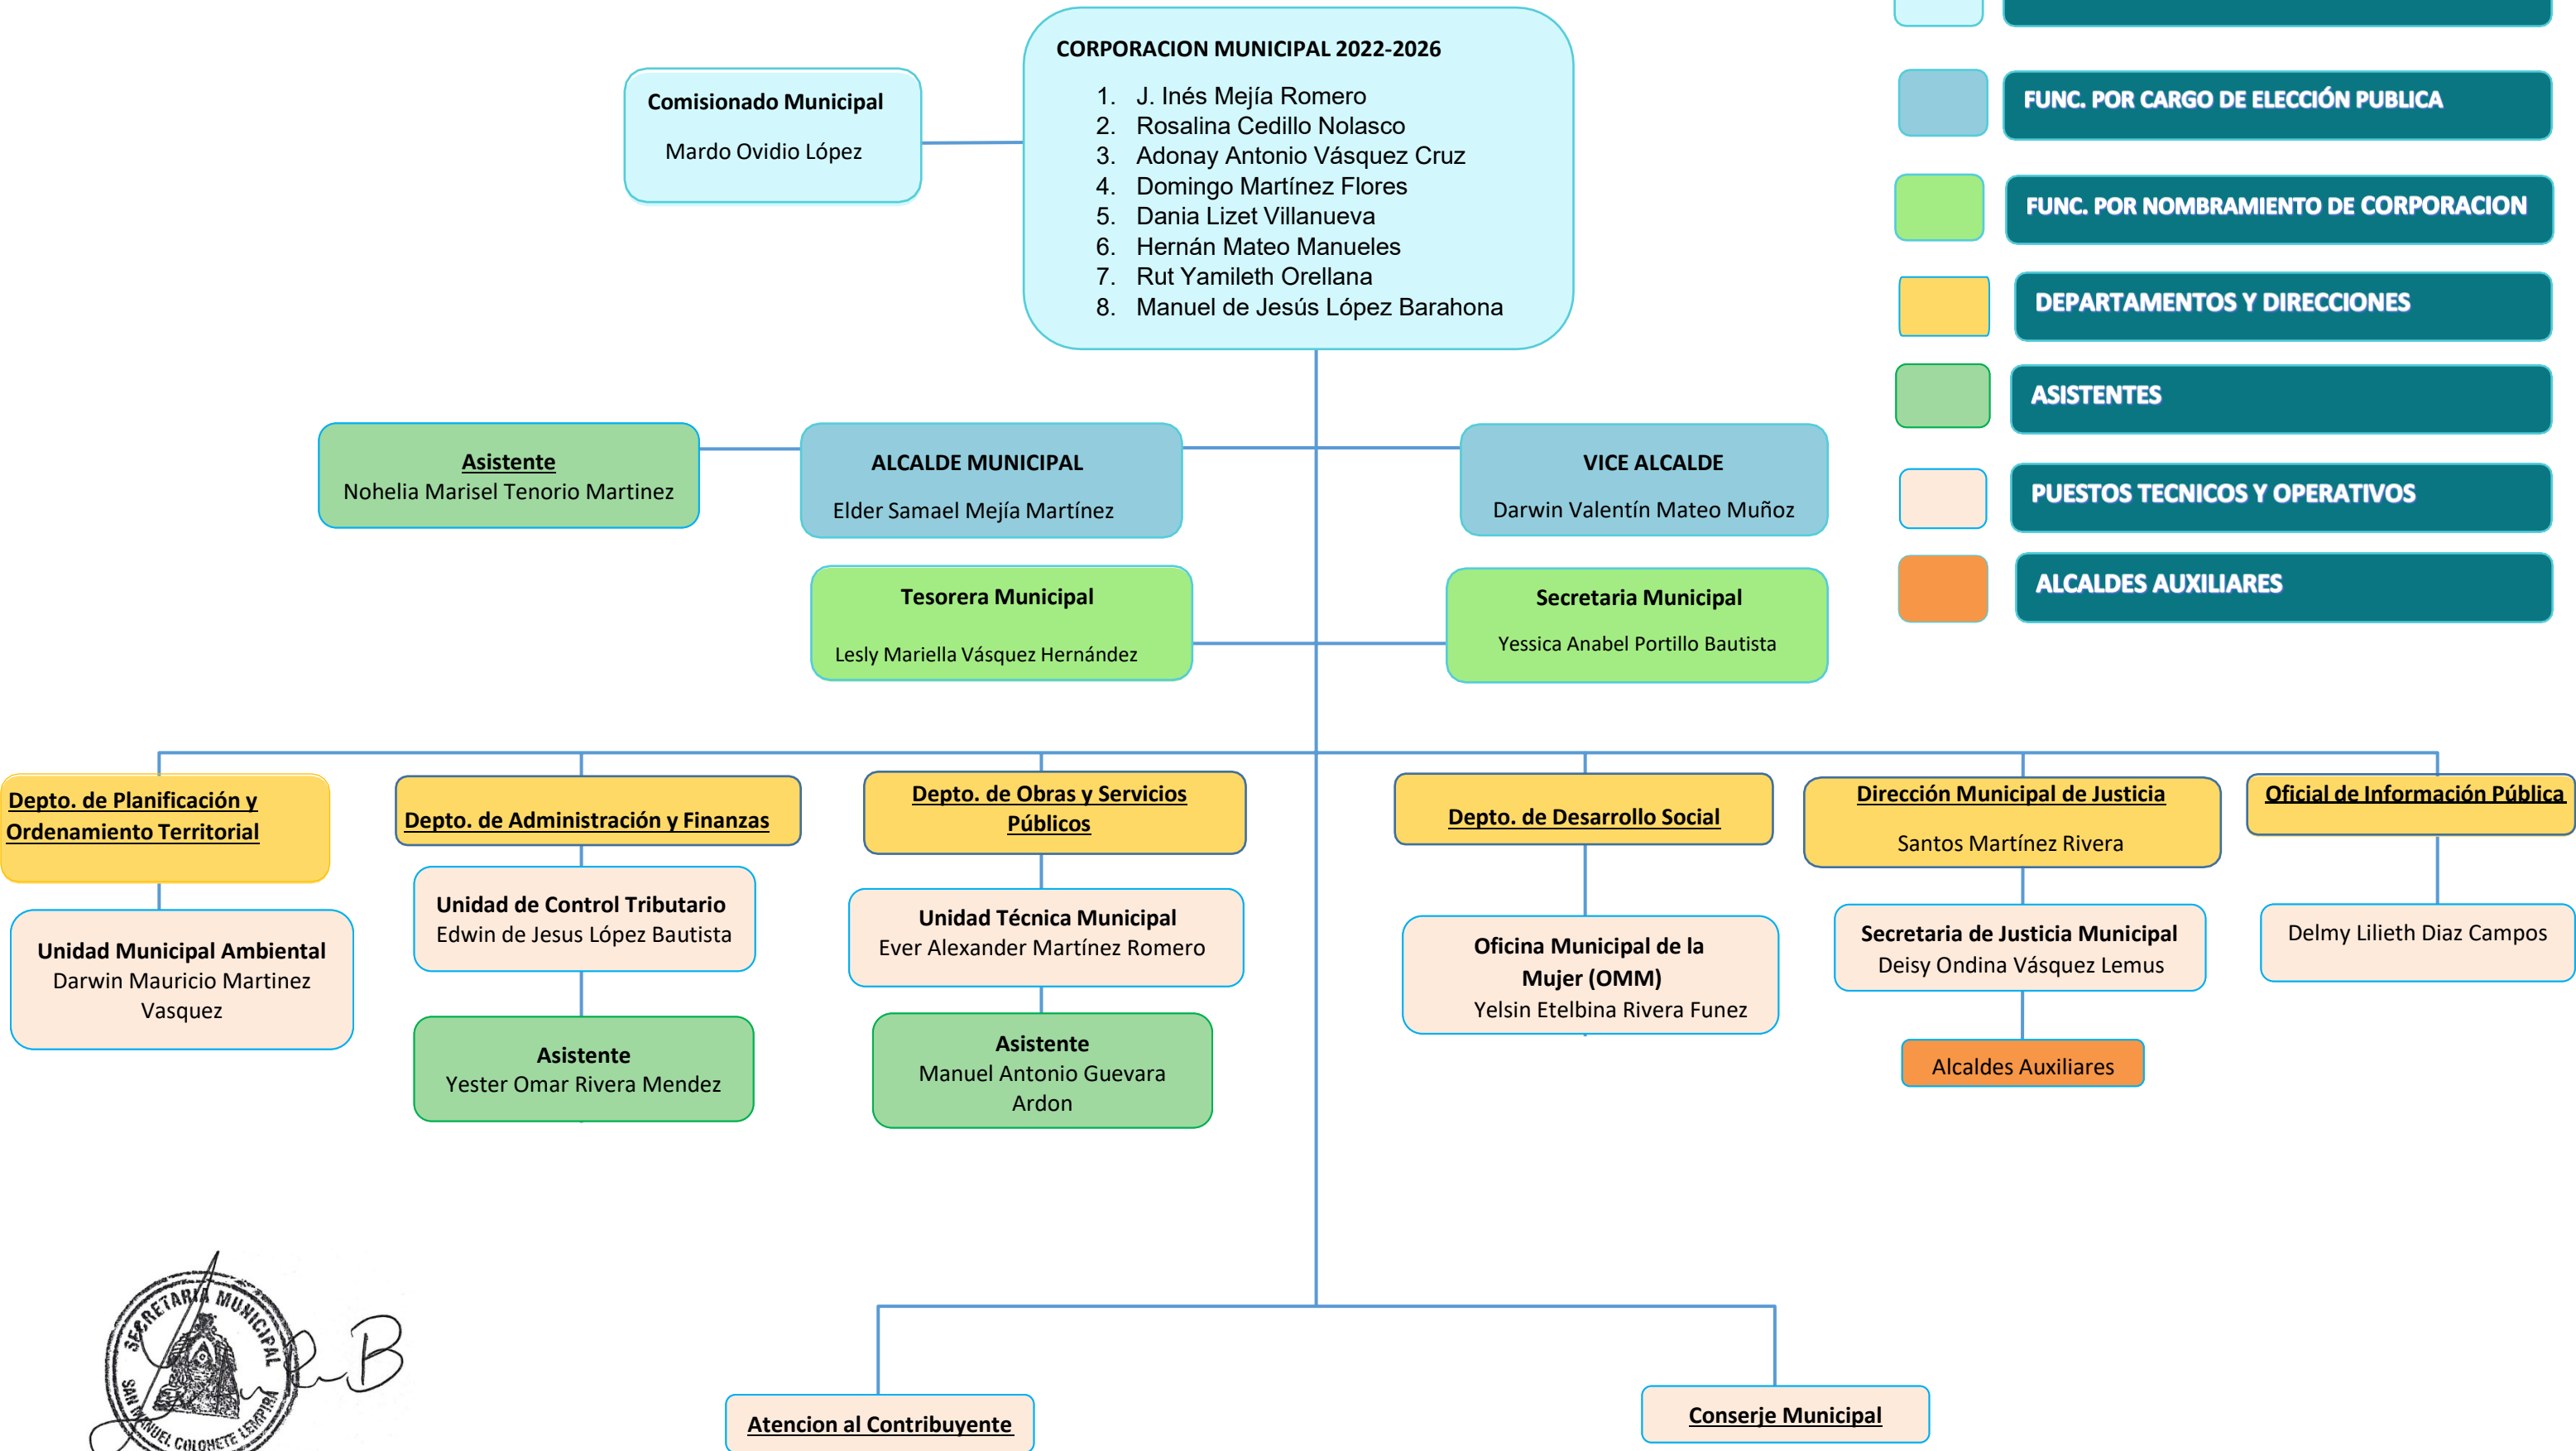 CORPORACION MUNICIPAL 2022-2026
1. J. Inés Mejía Romero
2. Rosalina Cedillo Nolasco
3. Adonay Antonio Vásquez Cruz
4. Domingo Martínez Flores
5. Dania Lizet Villanueva
6. Hernán Mateo Manueles
7. Rut Yamileth Orellana
8. Manuel de Jesús López Barahona
Comisionado Municipal
Mardo Ovidio López
FUNC. POR CARGO DE ELECCIÓN PUBLICA
FUNC. POR NOMBRAMIENTO DE CORPORACION
DEPARTAMENTOS Y DIRECCIONES
ASISTENTES
PUESTOS TECNICOS Y OPERATIVOS
ALCALDES AUXILIARES
Asistente
Nohelia Marisel Tenorio Martinez
ALCALDE MUNICIPAL
Elder Samael Mejía Martínez
VICE ALCALDE
Darwin Valentín Mateo Muñoz
Tesorera Municipal
Lesly Mariella Vásquez Hernández
Secretaria Municipal
Yessica Anabel Portillo Bautista
Depto. de Planificación y
Ordenamiento Territorial
Depto. de Administración y Finanzas
Depto. de Obras y Servicios
Públicos
Depto. de Desarrollo Social
Dirección Municipal de Justicia
Santos Martínez Rivera
Oficial de Información Pública
Unidad Municipal Ambiental
Darwin Mauricio Martinez
Vasquez
Unidad de Control Tributario
Edwin de Jesus López Bautista
Unidad Técnica Municipal
Ever Alexander Martínez Romero
Oficina Municipal de la
Mujer (OMM)
Yelsin Etelbina Rivera Funez
Secretaria de Justicia Municipal
Deisy Ondina Vásquez Lemus
Delmy Lilieth Diaz Campos
Asistente
Yester Omar Rivera Mendez
Asistente
Manuel Antonio Guevara
Ardon
Alcaldes Auxiliares
SECRETARIA MUNICIPAL
SAN MANUEL COLOHETE LEMPIRA
Atencion al Contribuyente
Conserje Municipal